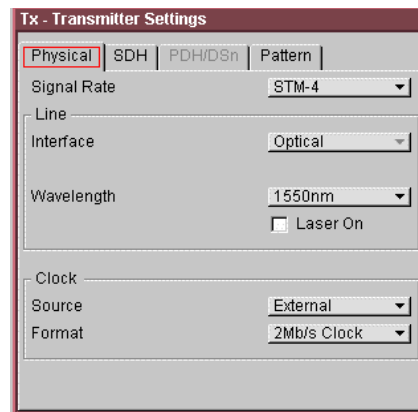 Tx - Transmitter Settings
Physical SDH PDH/DSn Pattern
Signal Rate STM-4
Line
Interface Optical
Wavelength 1550nm
Laser On
Clock
Source External
Format 2Mb/s Clock